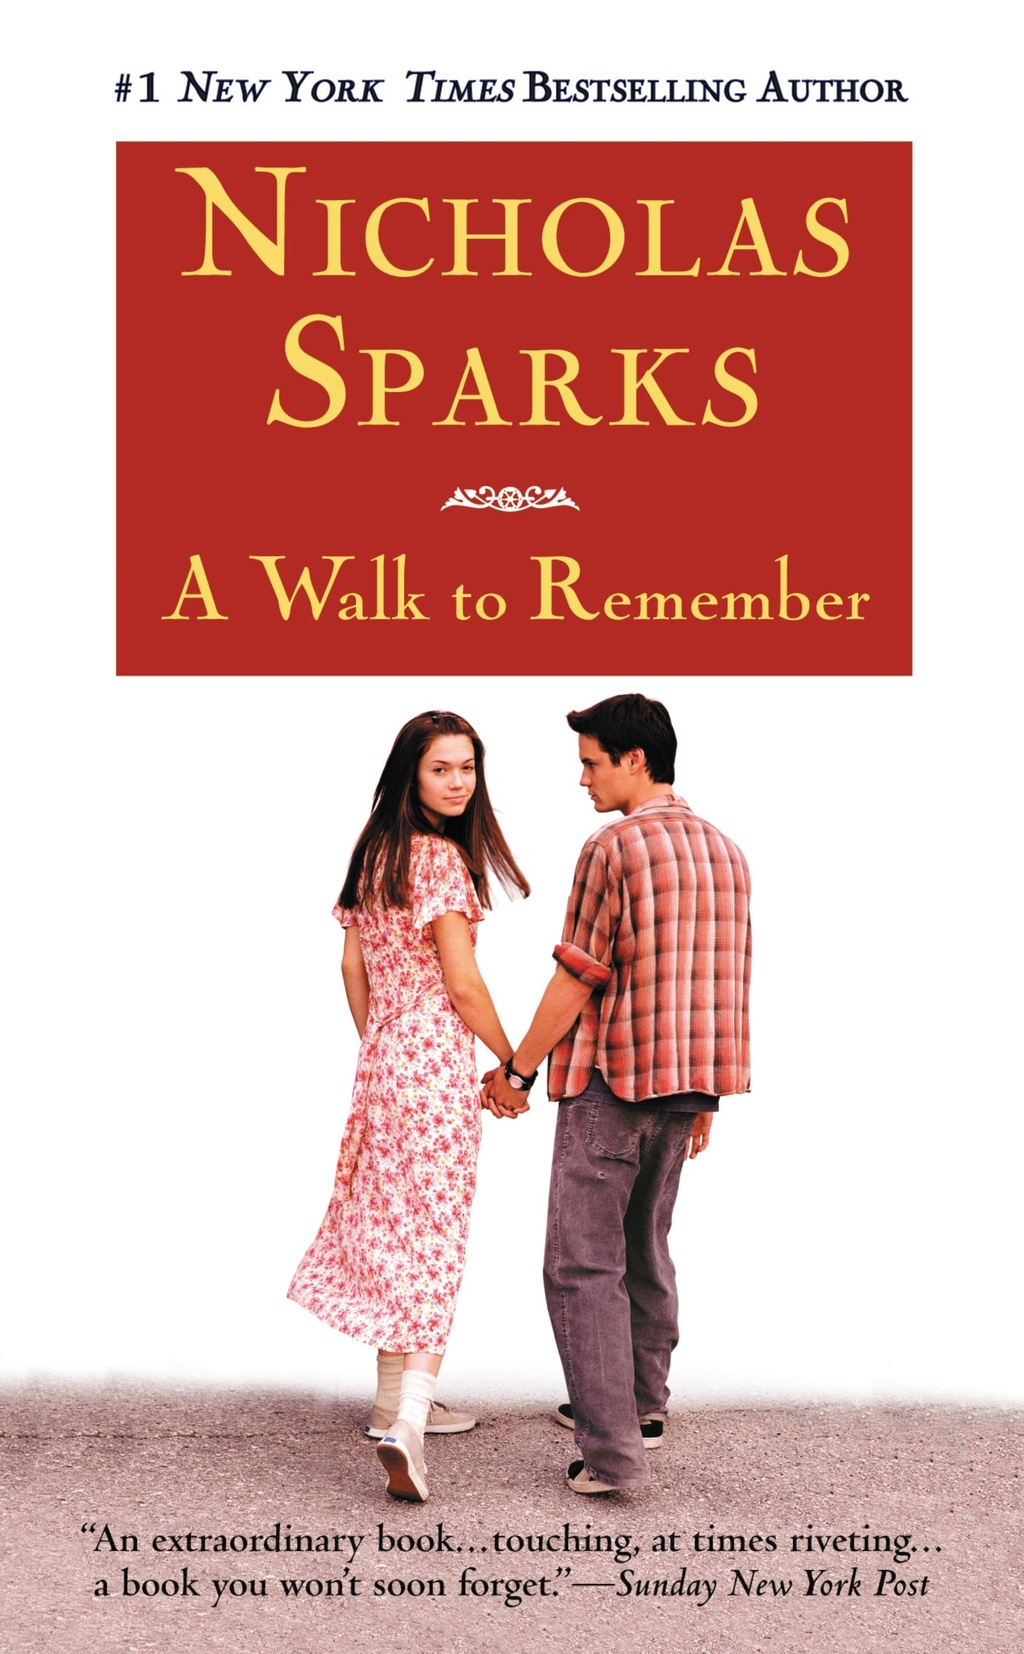 #1 NEW YORK TIMES BESTSELLING AUTHOR
NICHOLAS
SPARKS
A Walk to Remember
“An extraordinary book...touching, at times riveting...
a book you won't soon forget.”—Sunday New York Post